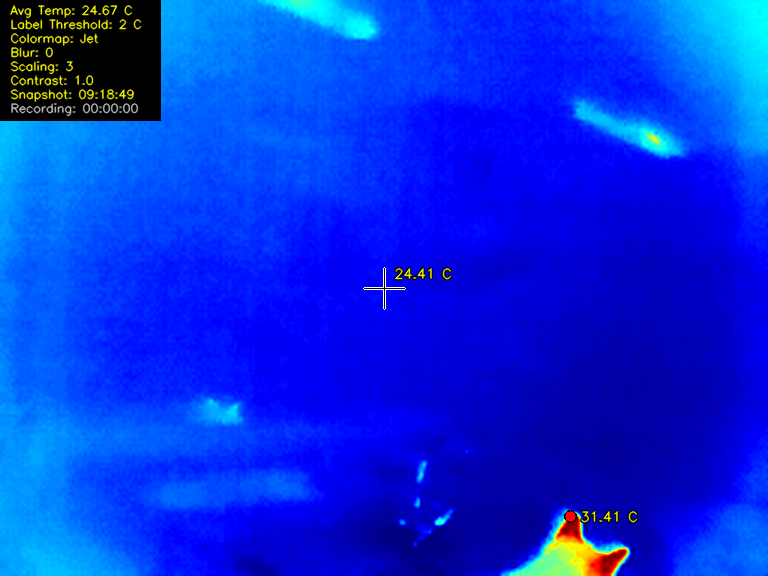 Avg Temp: 24.67 C
Label Threshold: 2 C
Colormap: Jet
Blur: 0
Scaling: 3
Contrast: 1.0
Snapshot: 09:18:49
Recording: 00:00:00
24.41 C
31.41 C